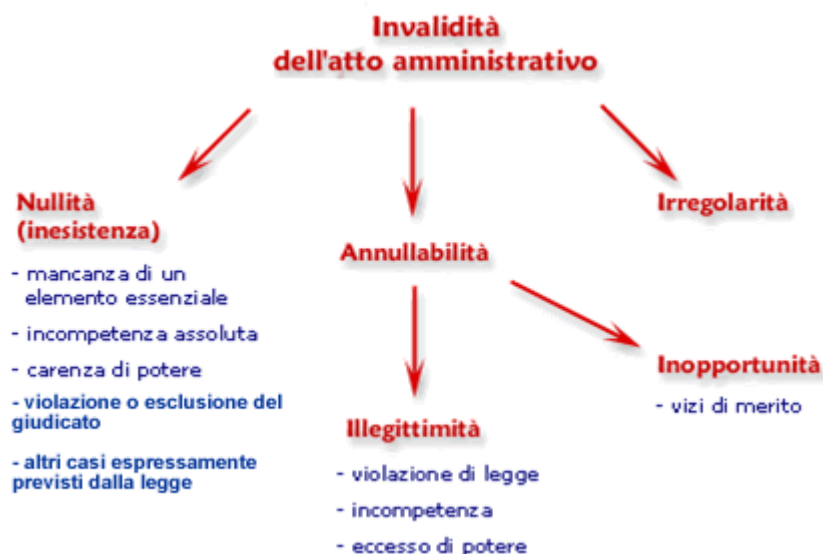 Invalidità
dell'atto amministrativo
Nullità
(inesistenza)
- mancanza di un
elemento essenziale
- incompetenza assoluta
- carenza di potere
- violazione o esclusione del
giudicato
- altri casi espressamente
previsti dalla legge
Annullabilità
Illegittimità
- violazione di legge
- incompetenza
- eccesso di potere
Irregolarità
Inopportunità
- vizi di merito